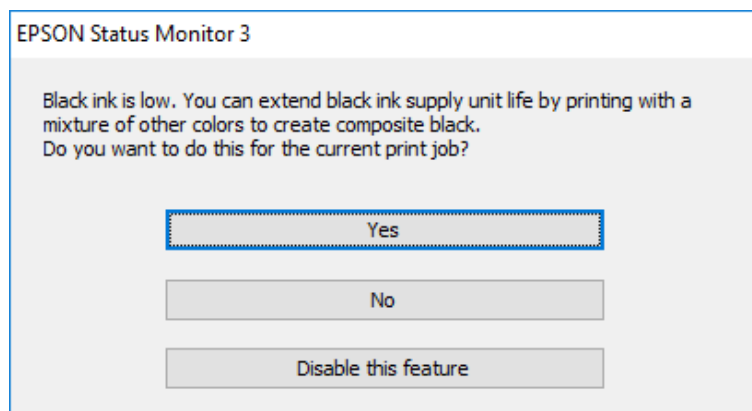 EPSON Status Monitor 3
Black ink is low. You can extend black ink supply unit life by printing with a
mixture of other colors to create composite black.
Do you want to do this for the current print job?
Yes
No
Disable this feature